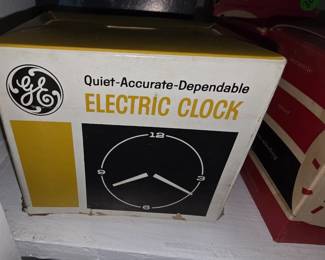 GE
Quiet-Accurate-Dependable
ELECTRIC CLOCK
12
9
3
6